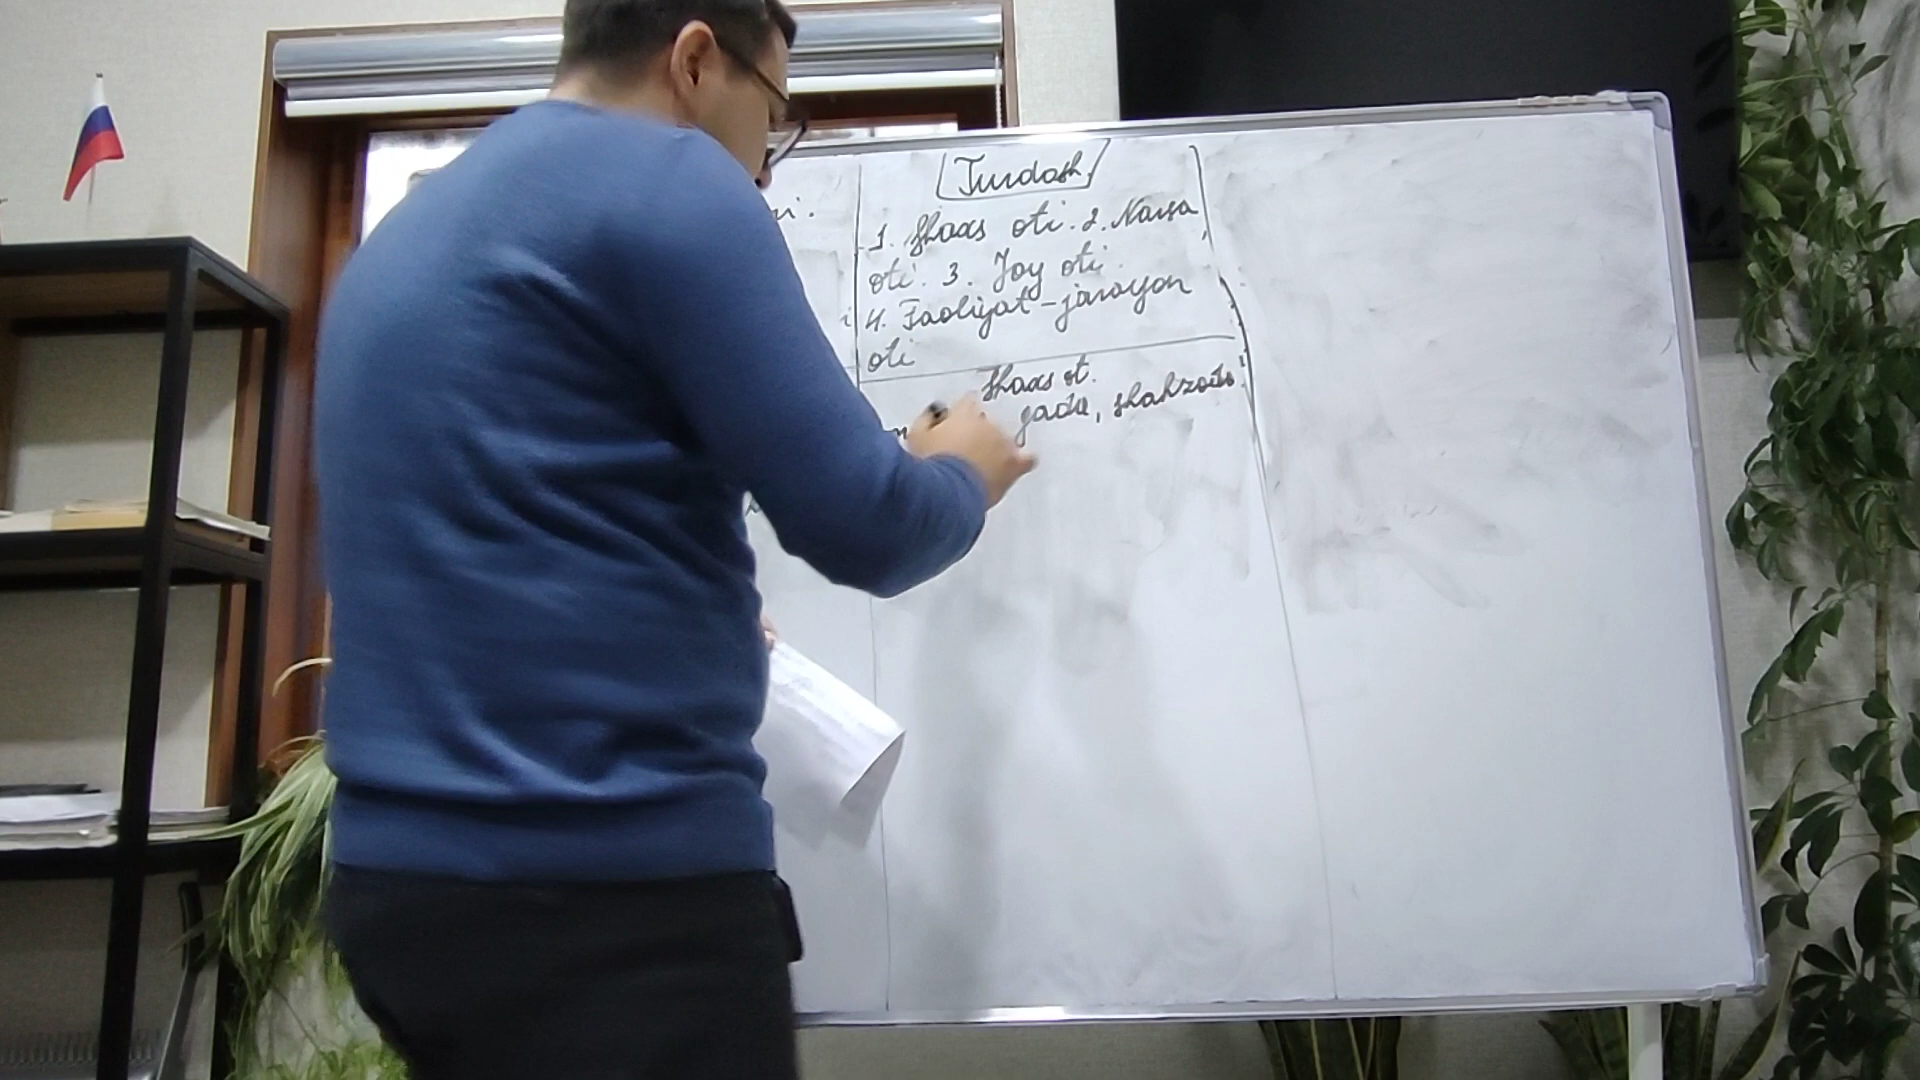 Turdosh
1. Shaxs oti. 2. Narsa
oti. 3. Joy oti.
4. Faoliyat-jarayon
oti
Shaxs ot.
gado, shahzoda